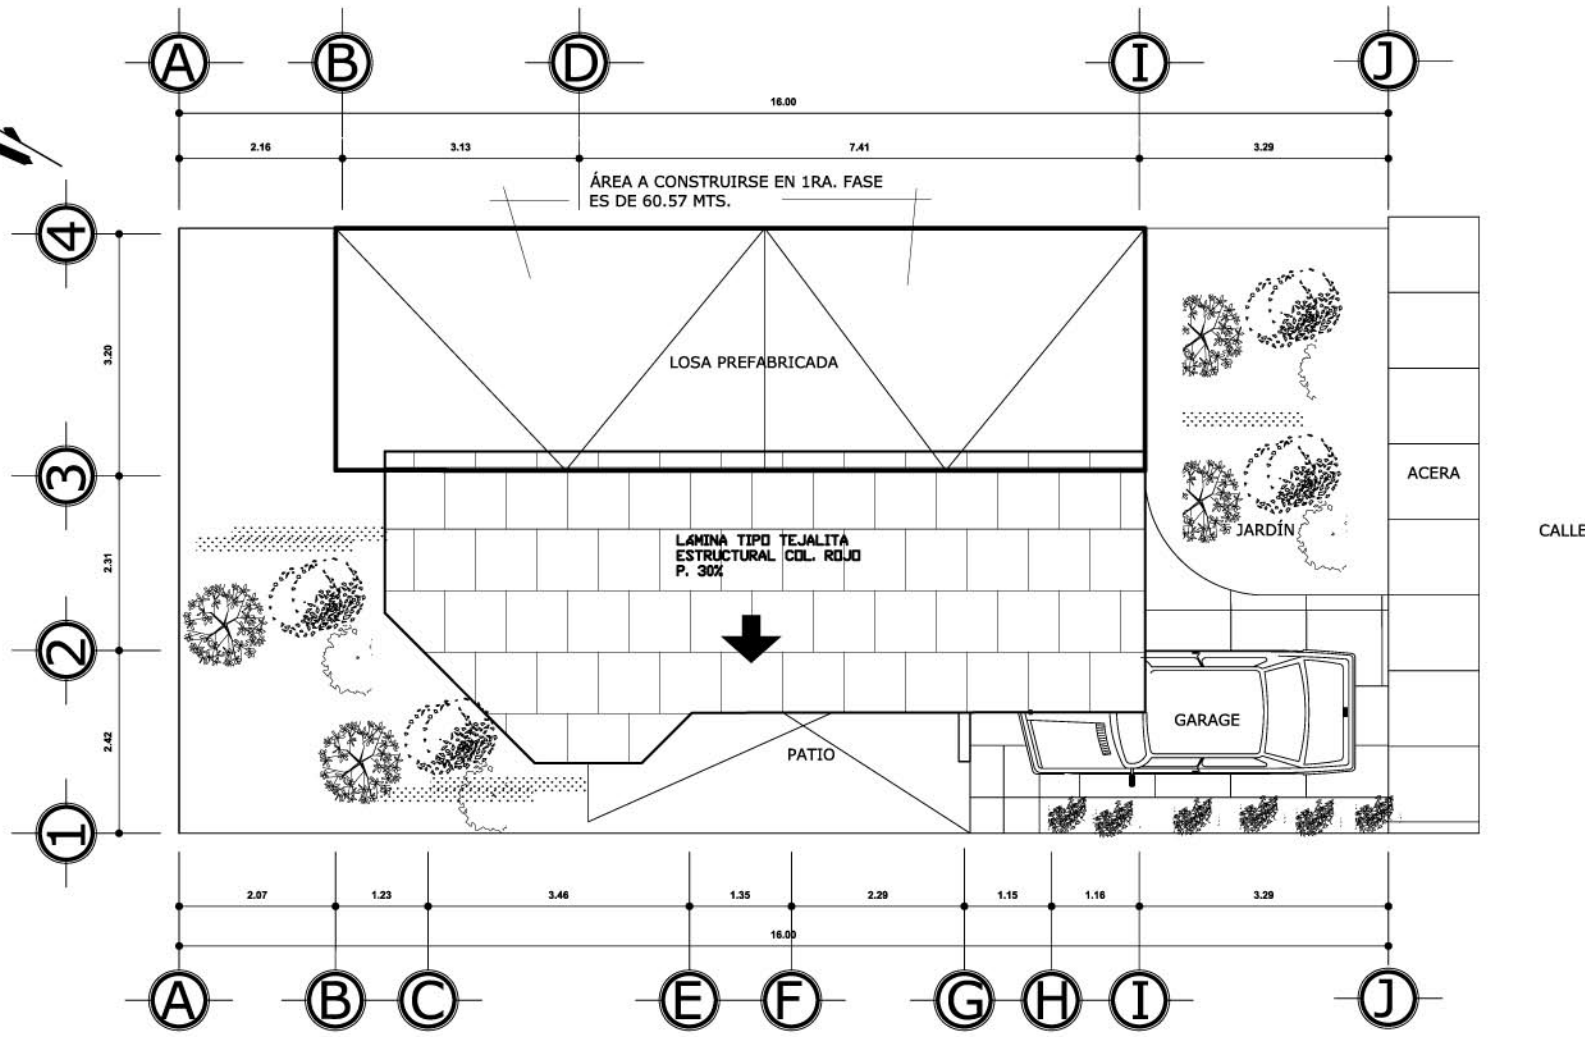 A B D I J
16.00
2.16 3.13 7.41 3.29
ÁREA A CONSTRUIRSE EN 1RA. FASE
ES DE 60.57 MTS.
4
3.20
LOSA PREFABRICADA
3
ACERA
JARDÍN
CALLE
LÁMINA TIPO TEJALITA
ESTRUCTURAL COL. ROJO
P. 30%
2.31
2
GARAGE
2.42
PATIO
1
2.07 1.23 3.46 1.35 2.29 1.15 1.16 3.29
16.00
A B C E F G H I J